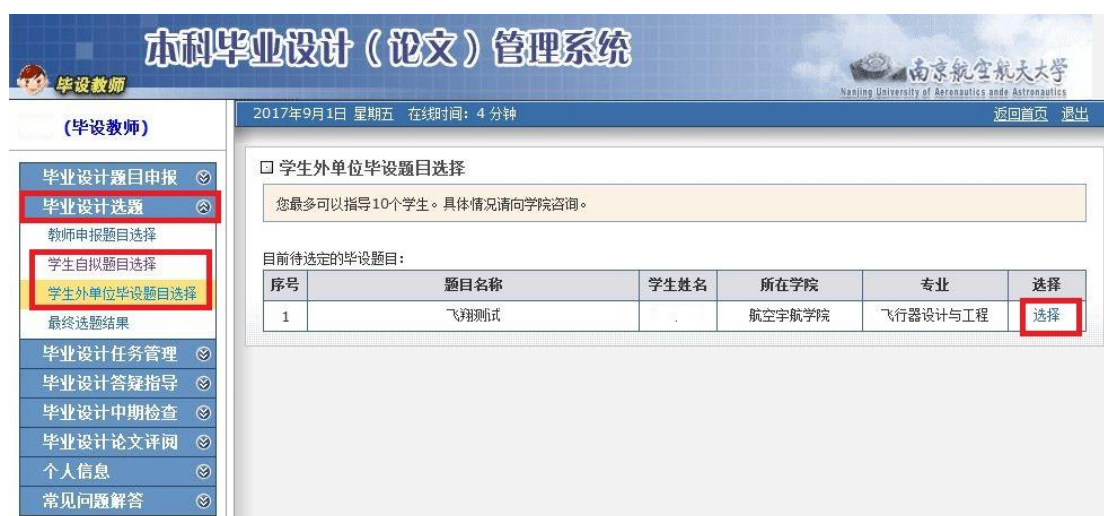 本科毕业设计（论文）管理系统
毕设教师
南京航空航天大学
Nanjing University of Aeronautics ande Astronautics
(毕设教师)
2017年9月1日 星期五 在线时间：4 分钟
返回首页 退出
毕业设计题目申报
毕业设计选题
教师申报题目选择
学生自拟题目选择
学生外单位毕设题目选择
最终选题结果
毕业设计任务管理
毕业设计答疑指导
毕业设计中期检查
毕业设计论文评阅
个人信息
常见问题解答
学生外单位毕设题目选择
您最多可以指导10个学生。具体情况请向学院咨询。
目前待选定的毕设题目：
序号 题目名称 学生姓名 所在学院 专业 选择
1 飞翔测试 航空宇航学院 飞行器设计与工程 选择